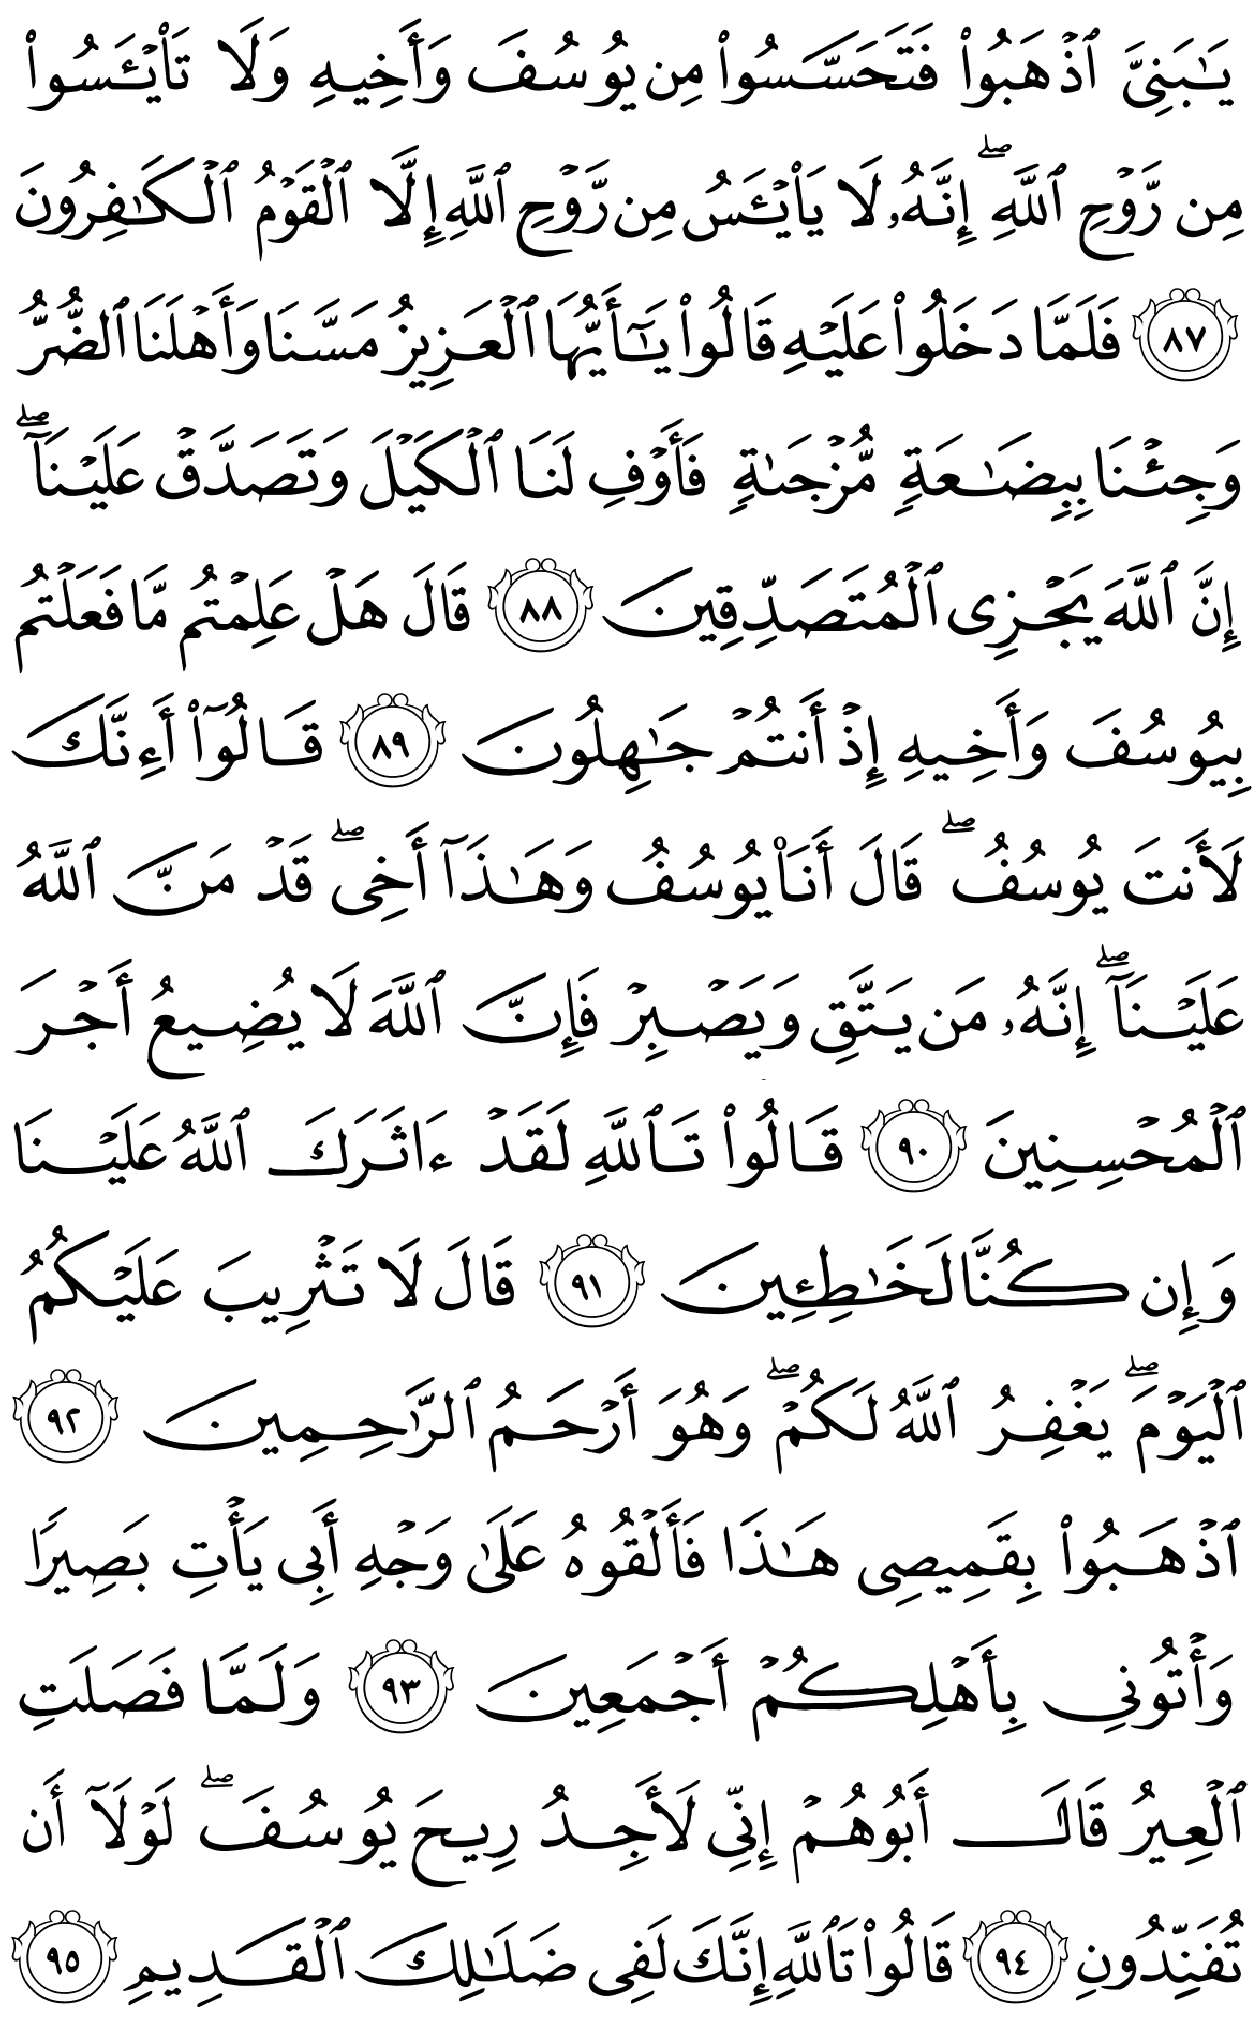 يَـٰبَنِىَّ ٱذۡهَبُواْ فَتَحَسَّسُواْ مِن يُوسُفَ وَأَخِيهِ وَلَا تَاْيۡـَٔسُواْ
مِن رَّوۡحِ ٱللَّهِۖ إِنَّهُۥ لَا يَاْيۡـَٔسُ مِن رَّوۡحِ ٱللَّهِ إِلَّا ٱلۡقَوۡمُ ٱلۡكَـٰفِرُونَ
٨٧ فَلَمَّا دَخَلُواْ عَلَيۡهِ قَالُواْ يَـٰٓأَيُّهَا ٱلۡعَزِيزُ مَسَّنَا وَأَهۡلَنَا ٱلضُّرُّ
وَجِئۡنَا بِبِضَـٰعَةٍ مُّزۡجَىٰةٍ فَأَوۡفِ لَنَا ٱلۡكَيۡلَ وَتَصَدَّقۡ عَلَيۡنَآۖ
إِنَّ ٱللَّهَ يَجۡزِى ٱلۡمُتَصَدِّقِينَ ٨٨ قَالَ هَلۡ عَلِمۡتُم مَّا فَعَلۡتُم
بِيُوسُفَ وَأَخِيهِ إِذۡ أَنتُمۡ جَـٰهِلُونَ ٨٩ قَالُوٓاْ أَءِنَّكَ
لَأَنتَ يُوسُفُۖ قَالَ أَنَا۠ يُوسُفُ وَهَـٰذَآ أَخِىۖ قَدۡ مَنَّ ٱللَّهُ
عَلَيۡنَآۖ إِنَّهُۥ مَن يَتَّقِ وَيَصۡبِرۡ فَإِنَّ ٱللَّهَ لَا يُضِيعُ أَجۡرَ
ٱلۡمُحۡسِنِينَ ٩٠ قَالُواْ تَٱللَّهِ لَقَدۡ ءَاثَرَكَ ٱللَّهُ عَلَيۡنَا
وَإِن كُنَّا لَخَـٰطِـِٔينَ ٩١ قَالَ لَا تَثۡرِيبَ عَلَيۡكُمُ
ٱلۡيَوۡمَۖ يَغۡفِرُ ٱللَّهُ لَكُمۡۖ وَهُوَ أَرۡحَمُ ٱلرَّٰحِمِينَ ٩٢
ٱذۡهَبُواْ بِقَمِيصِى هَـٰذَا فَأَلۡقُوهُ عَلَىٰ وَجۡهِ أَبِى يَأۡتِ بَصِيرًا
وَأۡتُونِى بِأَهۡلِكُمۡ أَجۡمَعِينَ ٩٣ وَلَمَّا فَصَلَتِ
ٱلۡعِيرُ قَالَ أَبُوهُمۡ إِنِّى لَأَجِدُ رِيحَ يُوسُفَۖ لَوۡلَآ أَن
تُفَنِّدُونِ ٩٤ قَالُواْ تَٱللَّهِ إِنَّكَ لَفِى ضَلَـٰلِكَ ٱلۡقَدِيمِ ٩٥